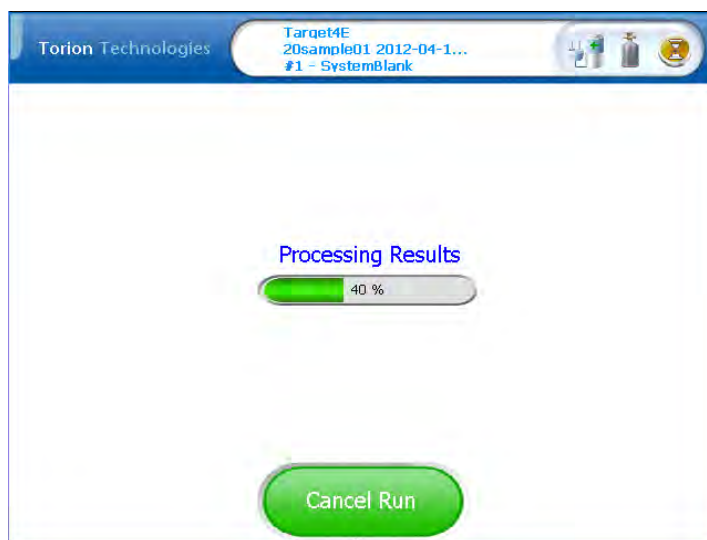 Torion Technologies
Target4E
20sample01 2012-04-1...
#1 - SystemBlank
Processing Results
40 %
Cancel Run